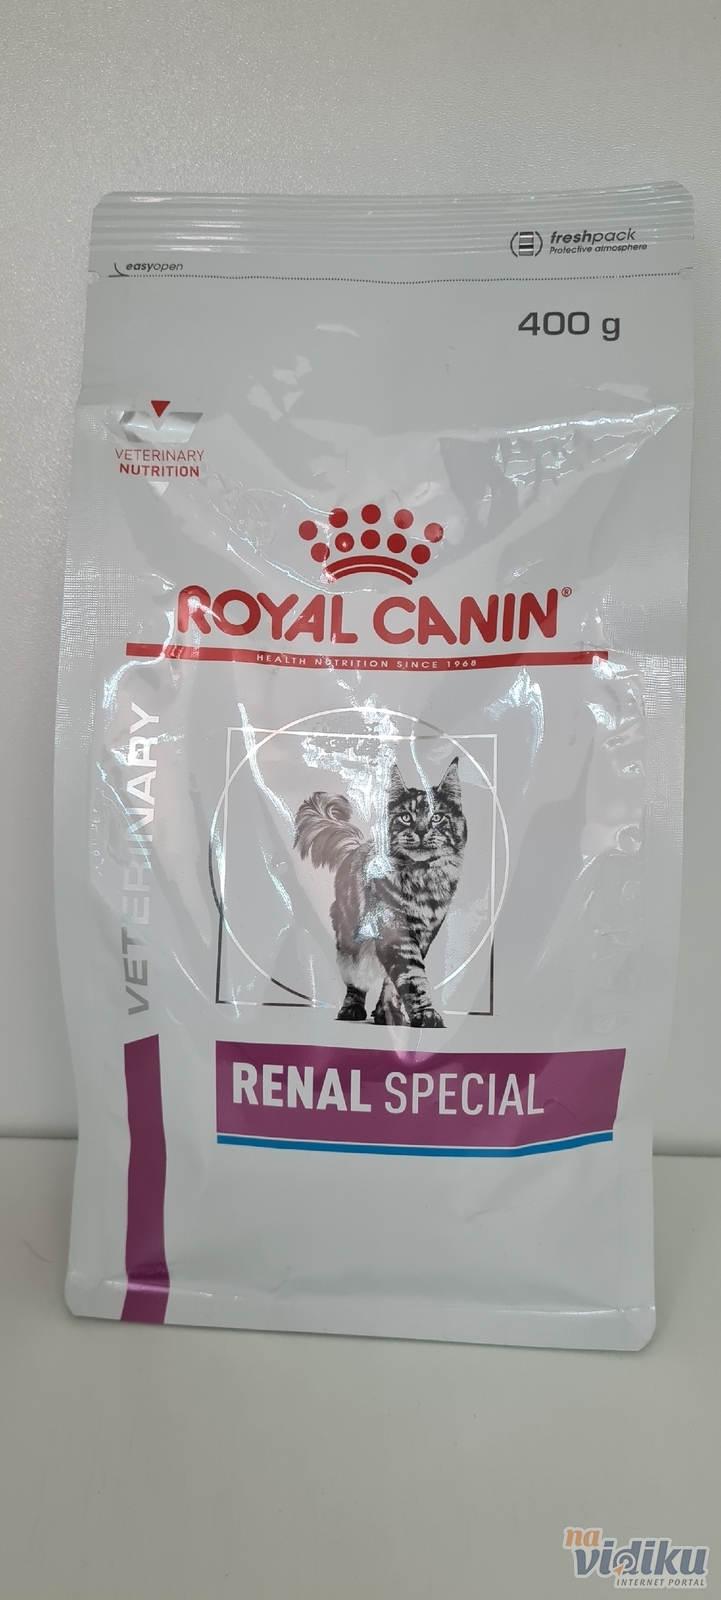 freshpack
Protective atmosphere
easyopen
400 g
VETERINARY
NUTRITION
ROYAL CANIN®
HEALTH NUTRITION SINCE 1968
VETERINARY
RENAL SPECIAL
na
vidiku
INTERNET PORTAL